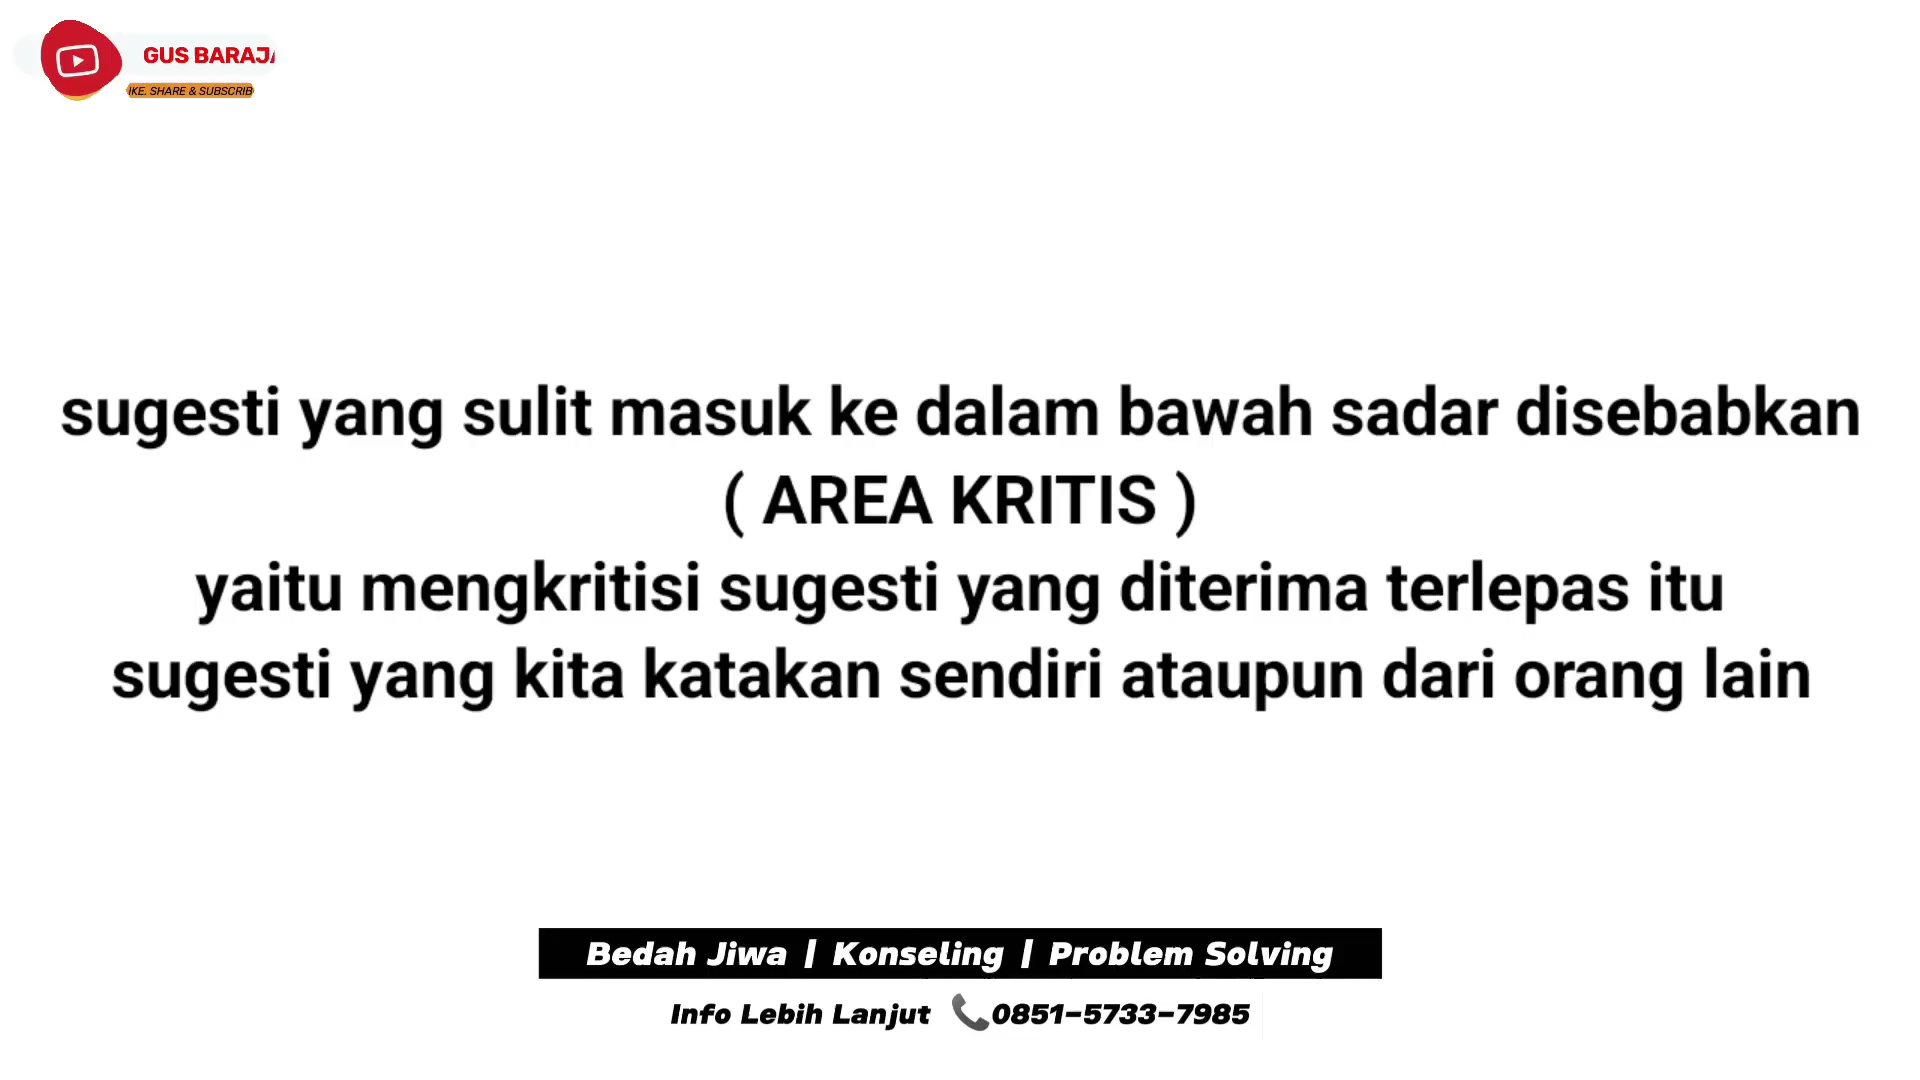 GUS BARAJA
IKE. SHARE & SUBSCRIB
sugesti yang sulit masuk ke dalam bawah sadar disebabkan
( AREA KRITIS )
yaitu mengkritisi sugesti yang diterima terlepas itu
sugesti yang kita katakan sendiri ataupun dari orang lain
Bedah Jiwa | Konseling | Problem Solving
Info Lebih Lanjut 📞0851-5733-7985